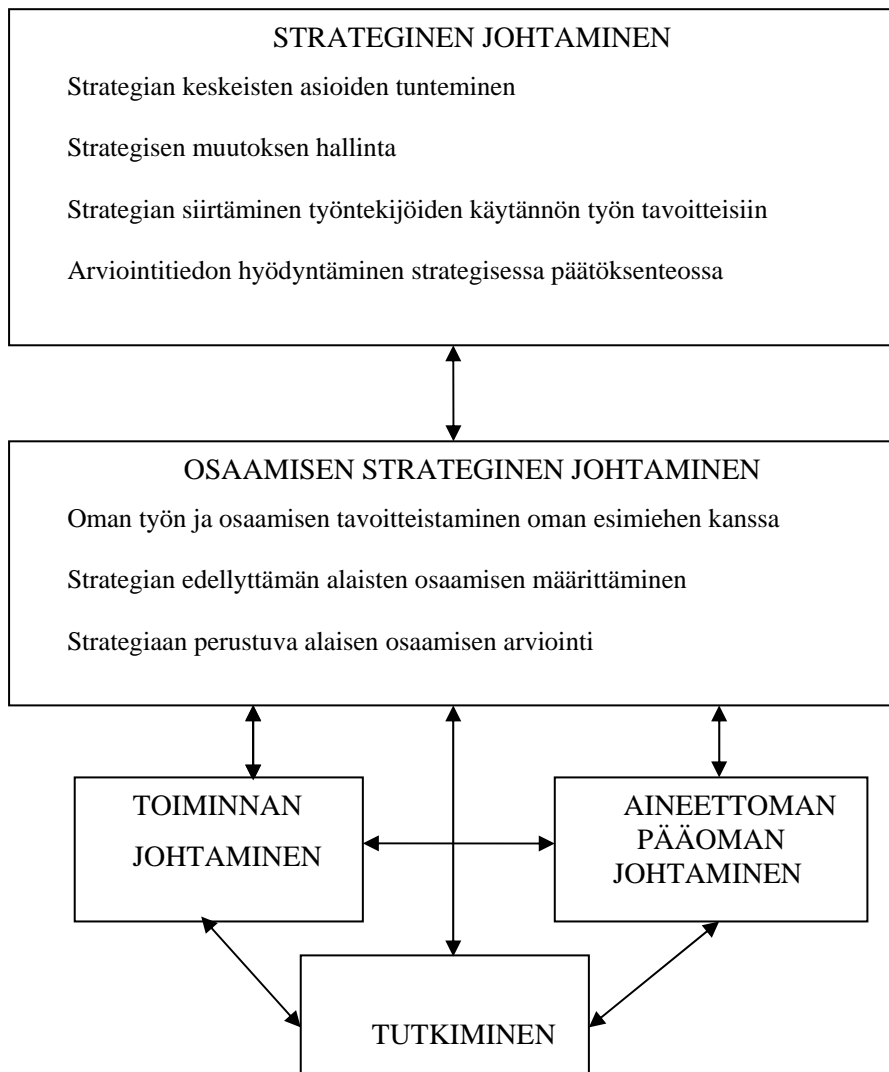 STRATEGINEN JOHTAMINEN
Strategian keskeisten asioiden tunteminen
Strategisen muutoksen hallinta
Strategian siirtäminen työntekijöiden käytännön työn tavoitteisiin
Arviointitiedon hyödyntäminen strategisessa päätöksenteossa
OSAAMISEN STRATEGINEN JOHTAMINEN
Oman työn ja osaamisen tavoitteistaminen oman esimiehen kanssa
Strategian edellyttämän alaisten osaamisen määrittäminen
Strategiaan perustuva alaisen osaamisen arviointi
TOIMINNAN
JOHTAMINEN
AINEETTOMAN
PÄÄOMAN
JOHTAMINEN
TUTKIMINEN